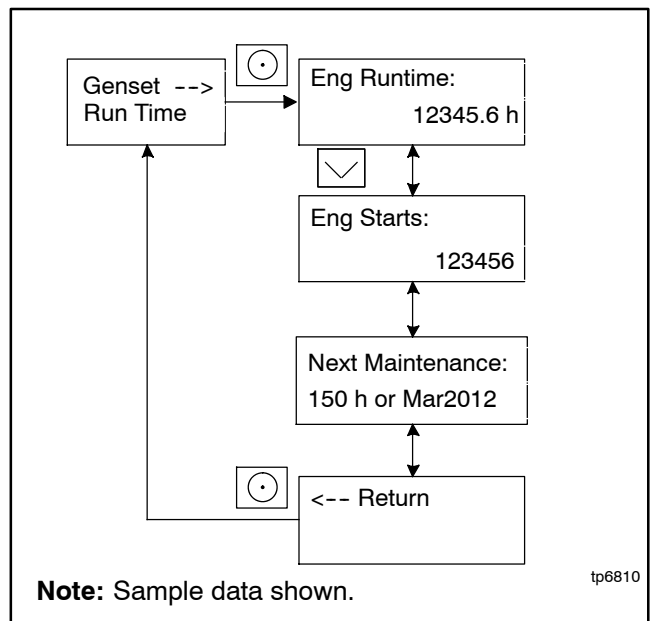 Genset -->
Run Time
Eng Runtime:
12345.6 h
Eng Starts:
123456
Next Maintenance:
150 h or Mar2012
<-- Return
Note: Sample data shown.
tp6810